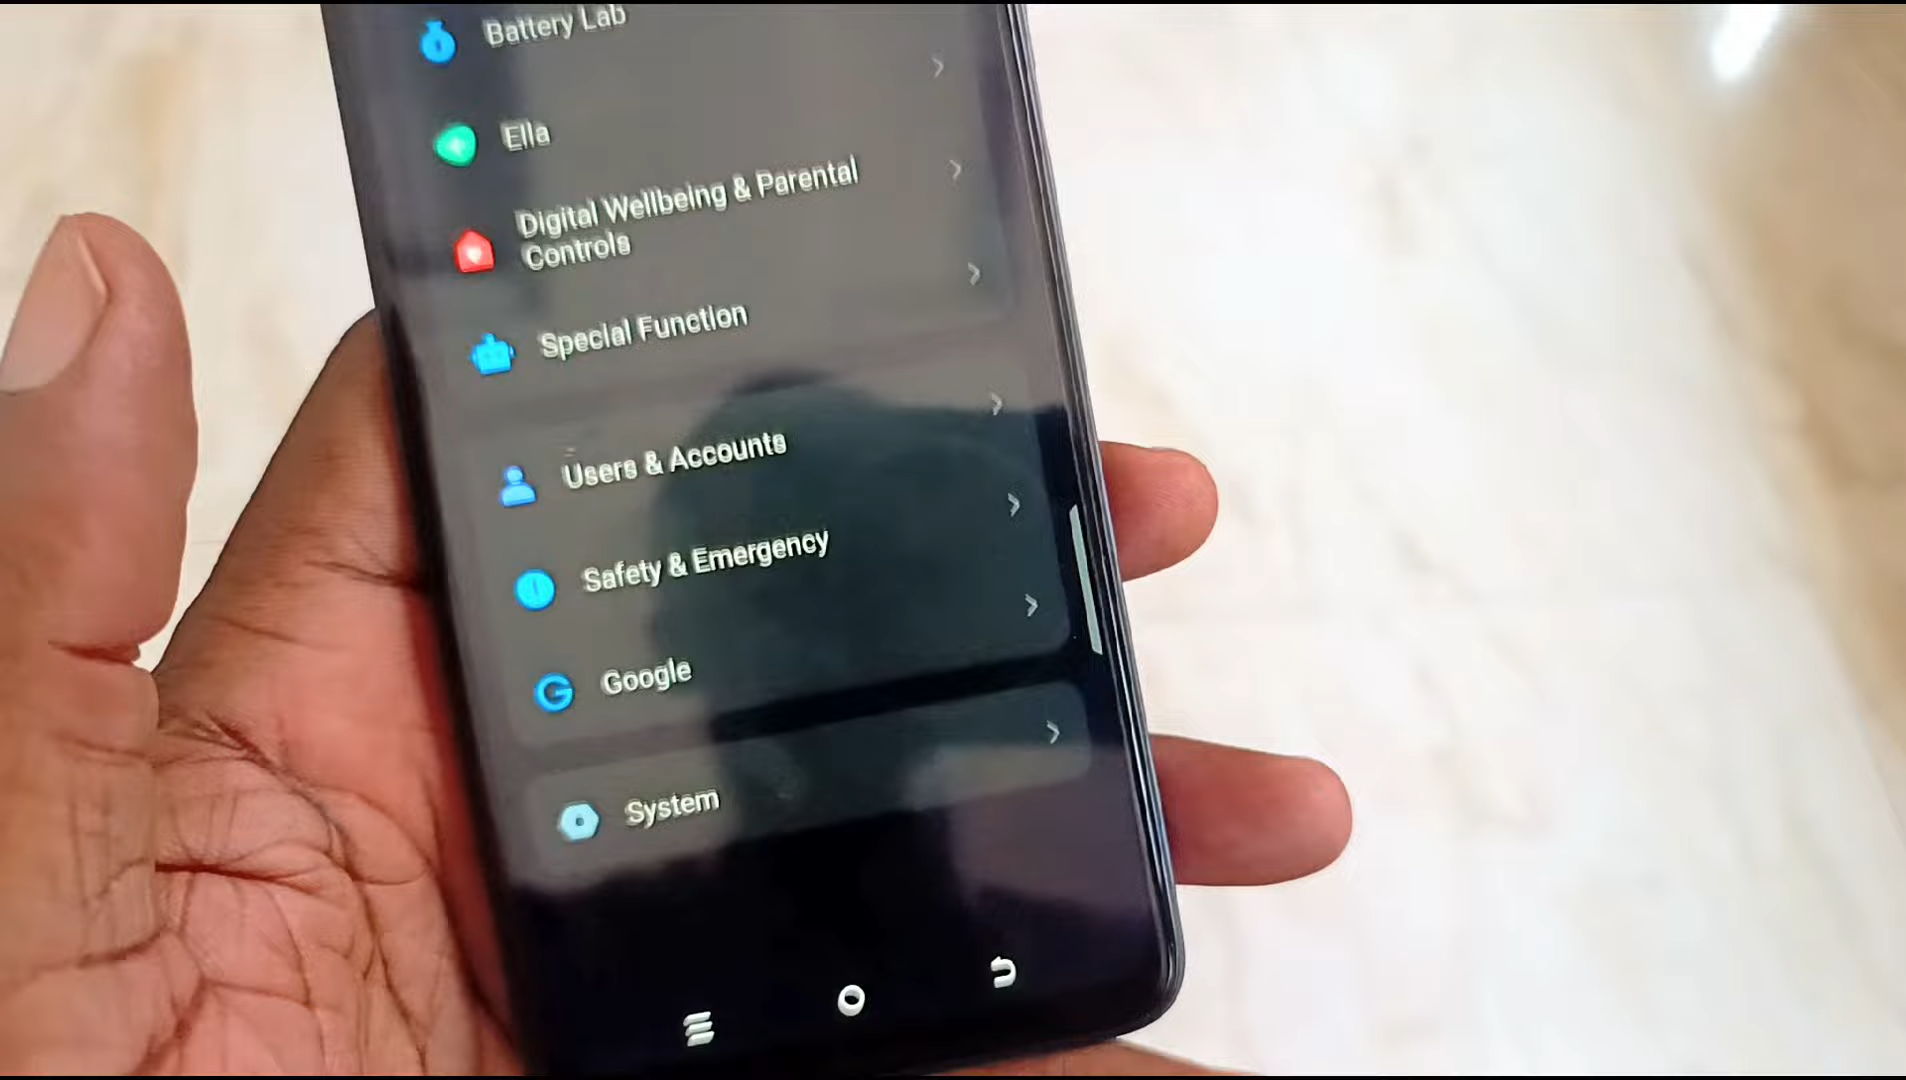 Battery Lab
Ella
Digital Wellbeing & Parental
Controls
Special Function
Users & Accounts
Safety & Emergency
Google
System